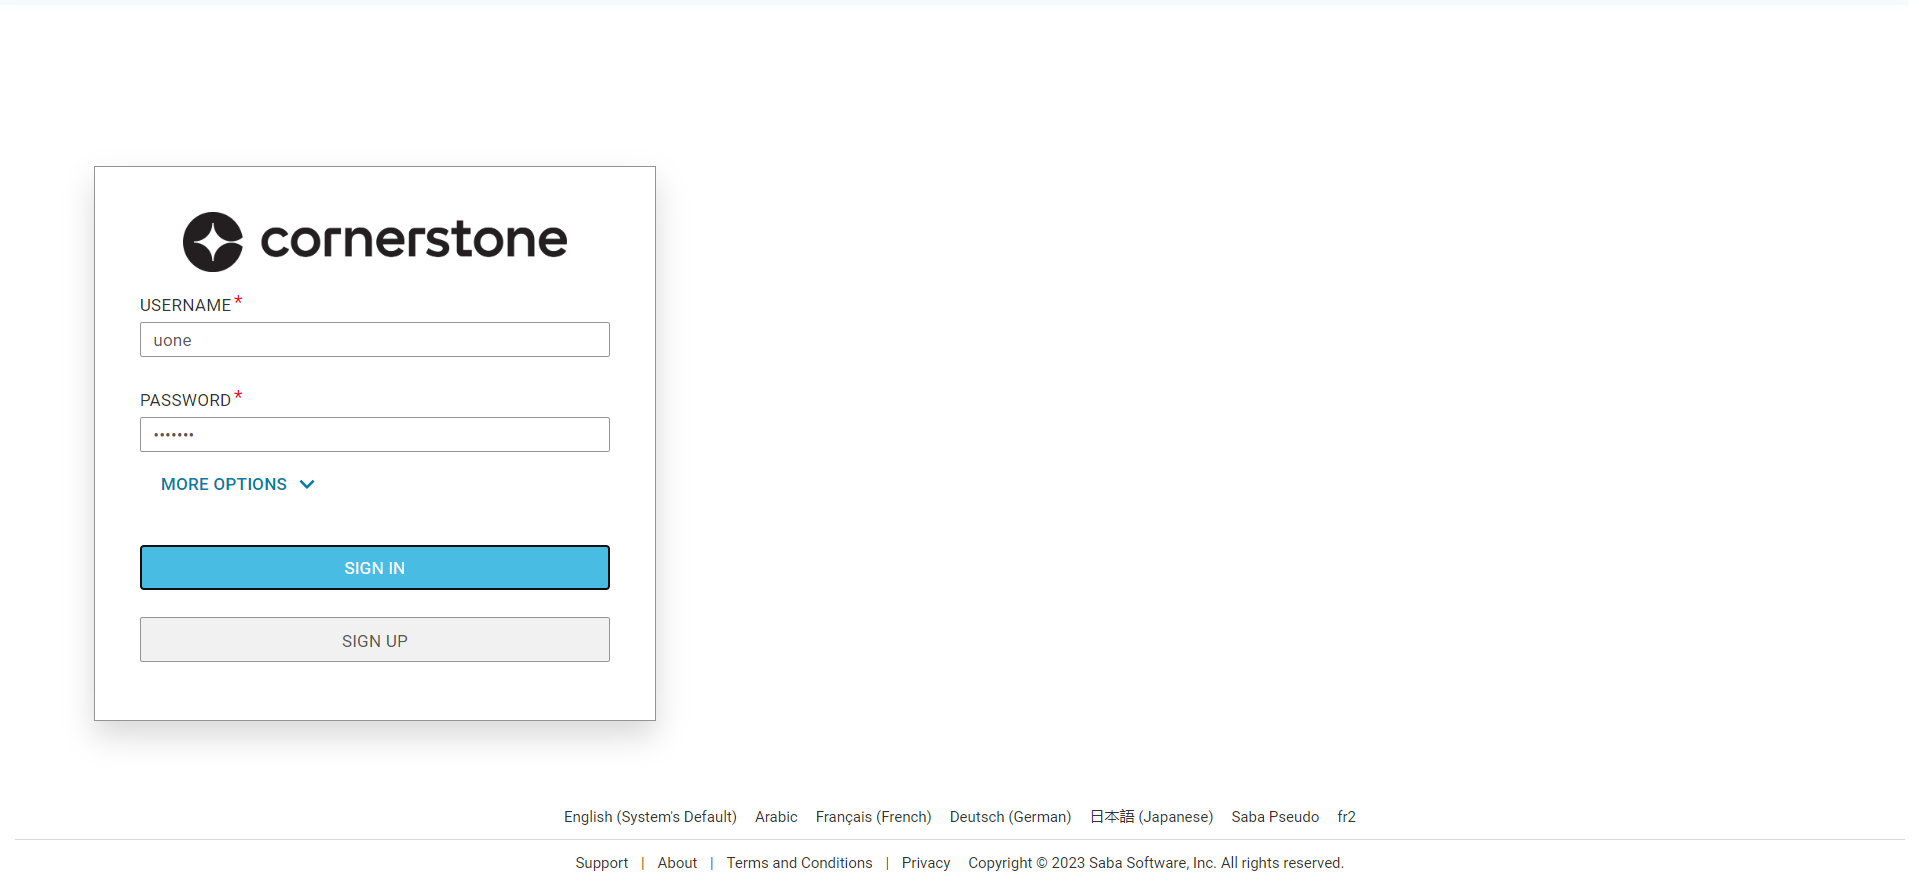 cornerstone
USERNAME*
uone
PASSWORD*
•••••••
MORE OPTIONS
SIGN IN
SIGN UP
English (System's Default) Arabic Français (French) Deutsch (German) 日本語 (Japanese) Saba Pseudo fr2
Support | About | Terms and Conditions | Privacy Copyright © 2023 Saba Software, Inc. All rights reserved.